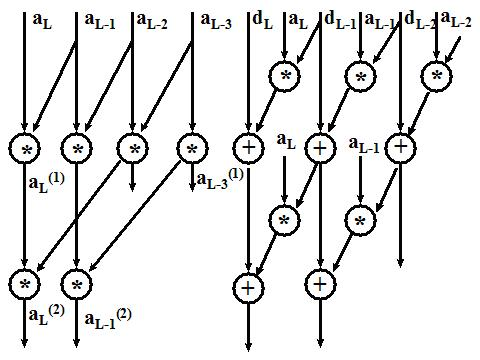 a_L a_{L-1} a_{L-2} a_{L-3} d_L a_L d_{L-1} a_{L-1} d_{L-2} a_{L-2}
* * *
* * * * + + +
a_L a_{L-1}
a_L^{(1)} a_{L-3}^{(1)}
* *
* * + +
a_L^{(2)} a_{L-1}^{(2)}